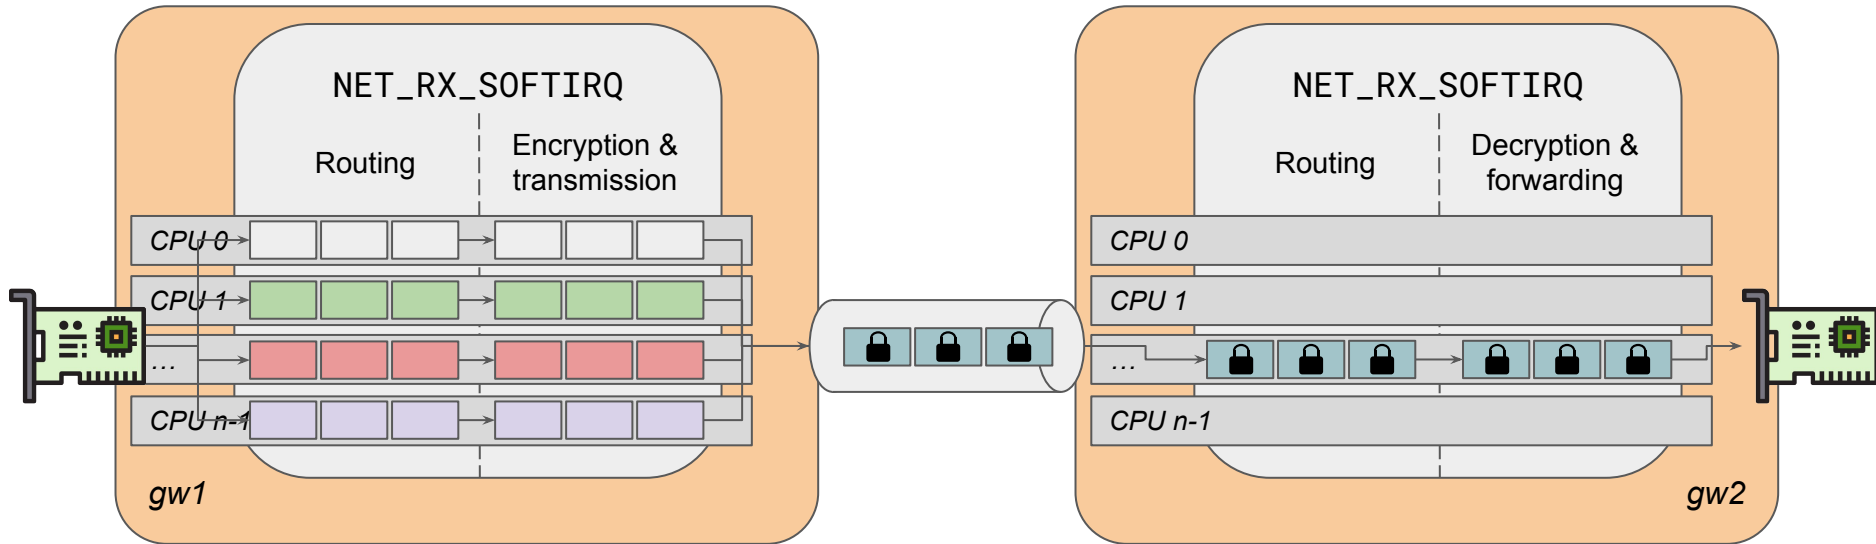 NET_RX_SOFTIRQ
Routing
Encryption &
transmission
CPU 0
CPU 1
...
CPU n-1
gw1
NET_RX_SOFTIRQ
Routing
Decryption &
forwarding
CPU 0
CPU 1
...
CPU n-1
gw2